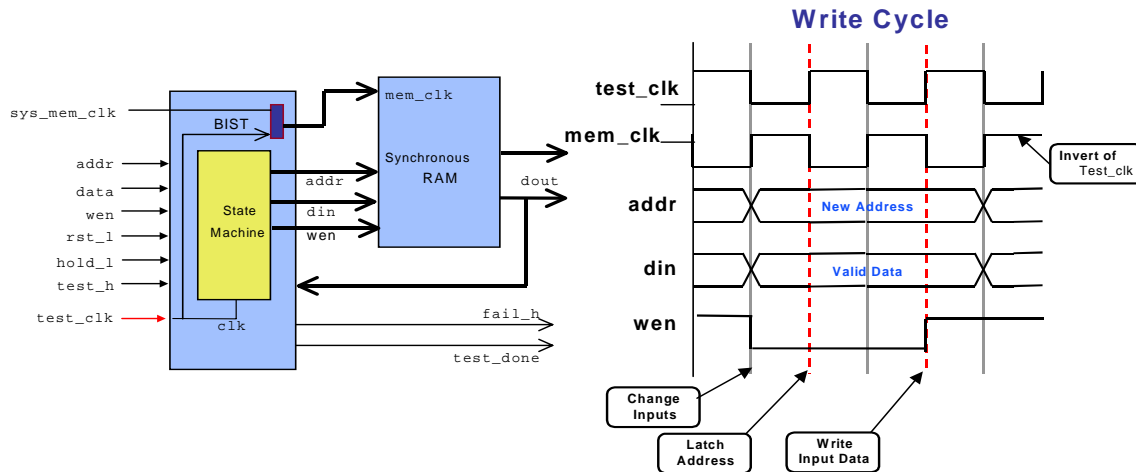 Write Cycle
sys_mem_clk
BIST
mem_clk
Synchronous
RAM
addr
data
wen
rst_l
hold_l
test_h
test_clk
State
Machine
clk
addr
din
wen
dout
fail_h
test_done
test_clk
mem_clk
Invert of
Test_clk
addr
New Address
din
Valid Data
wen
Change
Inputs
Latch
Address
Write
Input Data